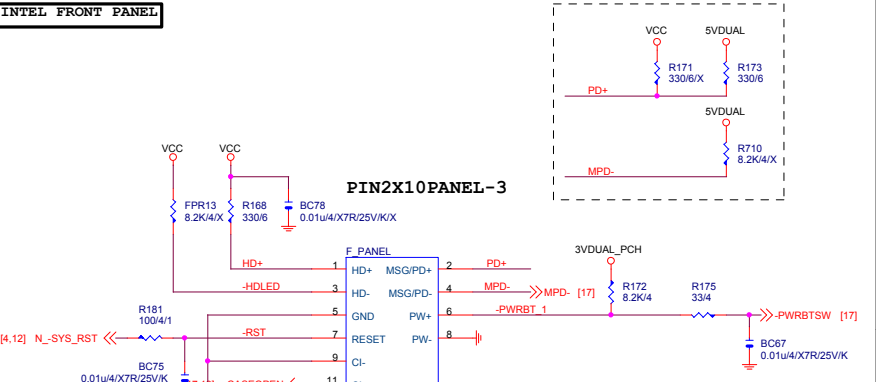 INTEL FRONT PANEL
VCC
5VDUAL
R171
330/6/X
R173
330/6
PD+
5VDUAL
R710
8.2K/4/X
MPD-
VCC
VCC
FPR13
8.2K/4/X
R168
330/6
BC78
0.01u/4/X7R/25V/K/X
PIN2X10PANEL-3
F_PANEL
3VDUAL_PCH
HD+
1
HD+
MSG/PD+
2
PD+
-HDLED
3
HD-
MSG/PD-
4
MPD-
MPD- [17]
R172
8.2K/4
R175
33/4
5
GND
PW+
6
-PWRBT_1
-PWRBTSW [17]
R181
100/4/1
[4,12] N_-SYS_RST
-RST
7
RESET
PW-
8
BC67
0.01u/4/X7R/25V/K
9
CI-
BC75
0.01u/4/X7R/25V/K
11